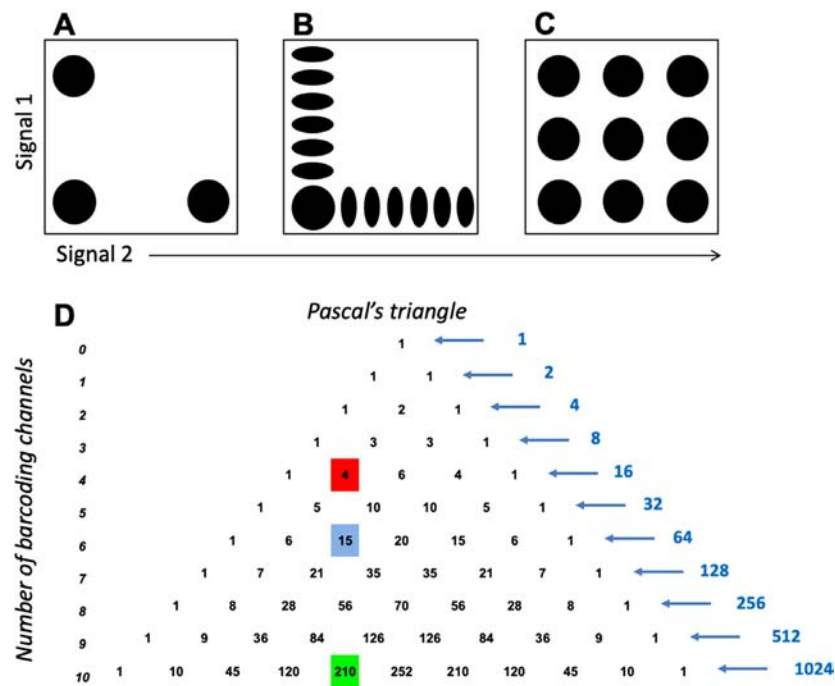 A B C
Signal 1
Signal 2
D Pascal's triangle
Number of barcoding channels
0 1 1
1 1 1 2
2 1 2 1 4
3 1 3 3 1 8
4 1 4 6 4 1 16
5 1 5 10 10 5 1 32
6 1 6 15 20 15 6 1 64
7 1 7 21 35 35 21 7 1 128
8 1 8 28 56 70 56 28 8 1 256
9 1 9 36 84 126 126 84 36 9 1 512
10 1 10 45 120 210 252 210 120 45 10 1 1024